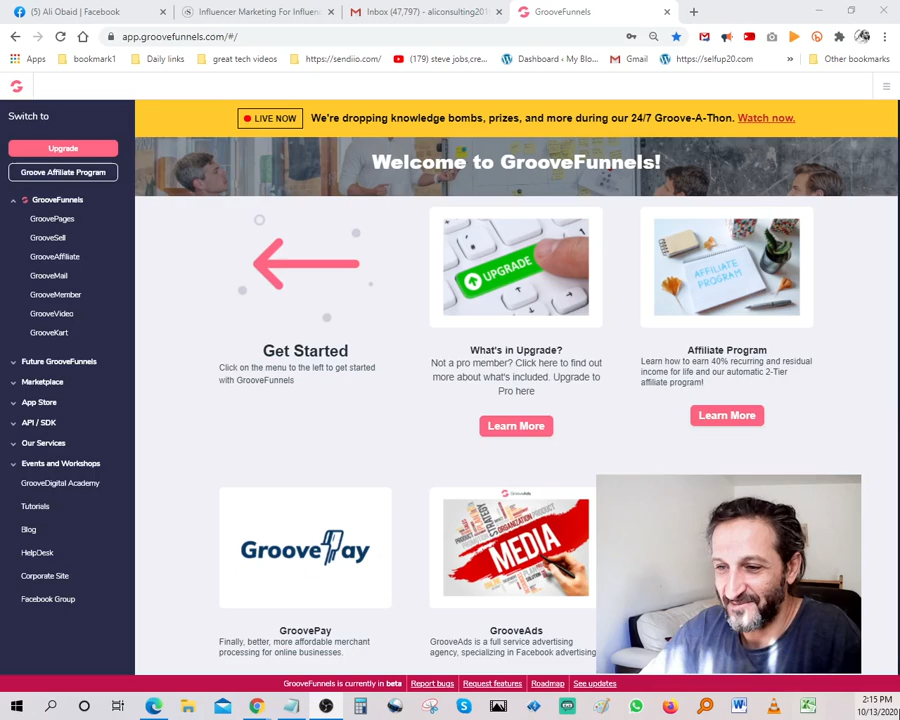 (5) Ali Obaid | Facebook
Influencer Marketing For Influen
Inbox (47,797) - aliconsulting201
GrooveFunnels
app.groovefunnels.com/#/
Apps
bookmark1
Daily links
great tech videos
https://sendiio.com/
(179) steve jobs,cre...
Dashboard ‹ My Blo...
Gmail
https://selfup20.com
»
Other bookmarks
Switch to
Upgrade
Groove Affiliate Program
GrooveFunnels
GroovePages
GrooveSell
GrooveAffiliate
GrooveMail
GrooveMember
GrooveVideo
GrooveKart
Future GrooveFunnels
Marketplace
App Store
API / SDK
Our Services
Events and Workshops
GrooveDigital Academy
Tutorials
Blog
HelpDesk
Corporate Site
Facebook Group
LIVE NOW
We're dropping knowledge bombs, prizes, and more during our 24/7 Groove-A-Thon. Watch now.
Welcome to GrooveFunnels!
Get Started
Click on the menu to the left to get started
with GrooveFunnels
UPGRADE
What's in Upgrade?
Not a pro member? Click here to find out
more about what's included. Upgrade to
Pro here
Learn More
AFFILIATE
PROGRAM
Affiliate Program
Learn how to earn 40% recurring and residual
income for life and our automatic 2-Tier
affiliate program!
Learn More
GroovePay
GroovePay
Finally, better, more affordable merchant
processing for online businesses.
GrooveAds
STRATEGY
ORGANIZATION PRODUCT
MEDIA
GrooveAds
GrooveAds is a full service advertising
agency, specializing in Facebook advertising
GrooveFunnels is currently in beta
Report bugs
Request features
Roadmap
See updates
2:15 PM
10/13/2020